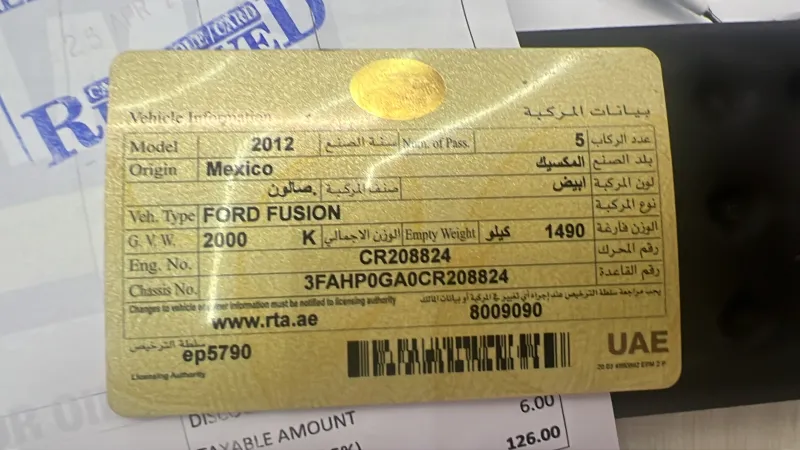 25 APR 2
CARD
Vehicle Information بيانات المركبة
Model 2012 سنة الصنع Num. of Pass. 5 عدد الركاب
Origin Mexico المكسيك بلد الصنع
صالون. صنف المركبة ابيض لون المركبة
Veh. Type FORD FUSION نوع المركبة
G. V. W. 2000 K الوزن الاجمالي Empty Weight كيلو 1490 الوزن فارغة
Eng. No. CR208824 رقم المحرك
Chassis No. 3FAHP0GA0CR208824 رقم القاعدة
Changes to vehicle or owner information must be notified to licensing authority يجب مراجعة سلطة الترخيص عند إجراء أي تغيير في المركبة أو بيانات المالك
www.rta.ae 8009090
سلطة الترخيص
ep5790
Licensing Authority
UAE
TAXABLE AMOUNT
6.00
126.00